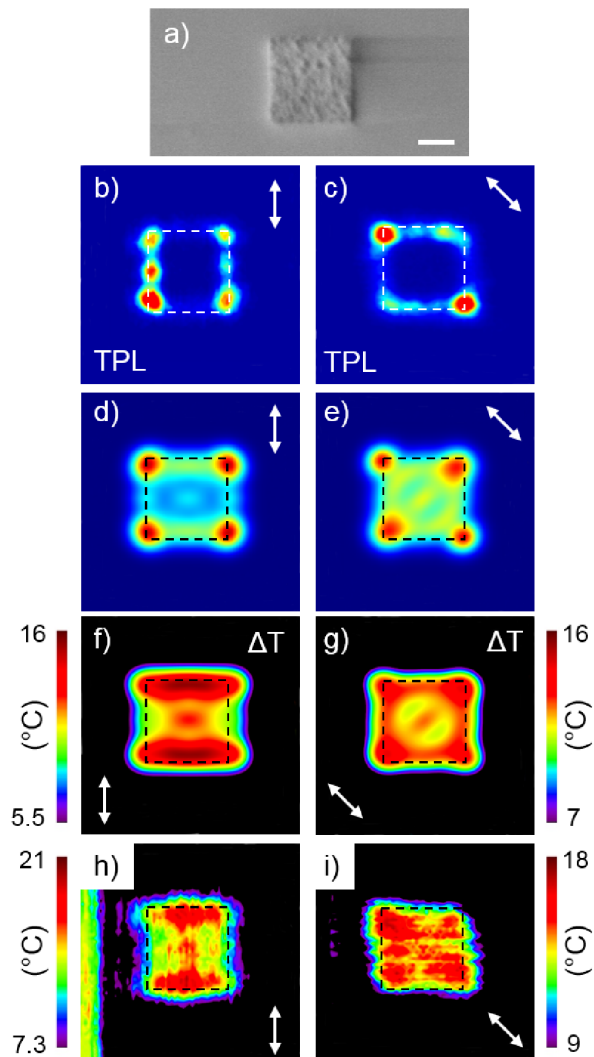 a)
b)
c)
TPL
TPL
d)
e)
16
f)
ΔT
g)
ΔT
16
(°C)
(°C)
5.5
7
21
h)
i)
18
(°C)
(°C)
7.3
9